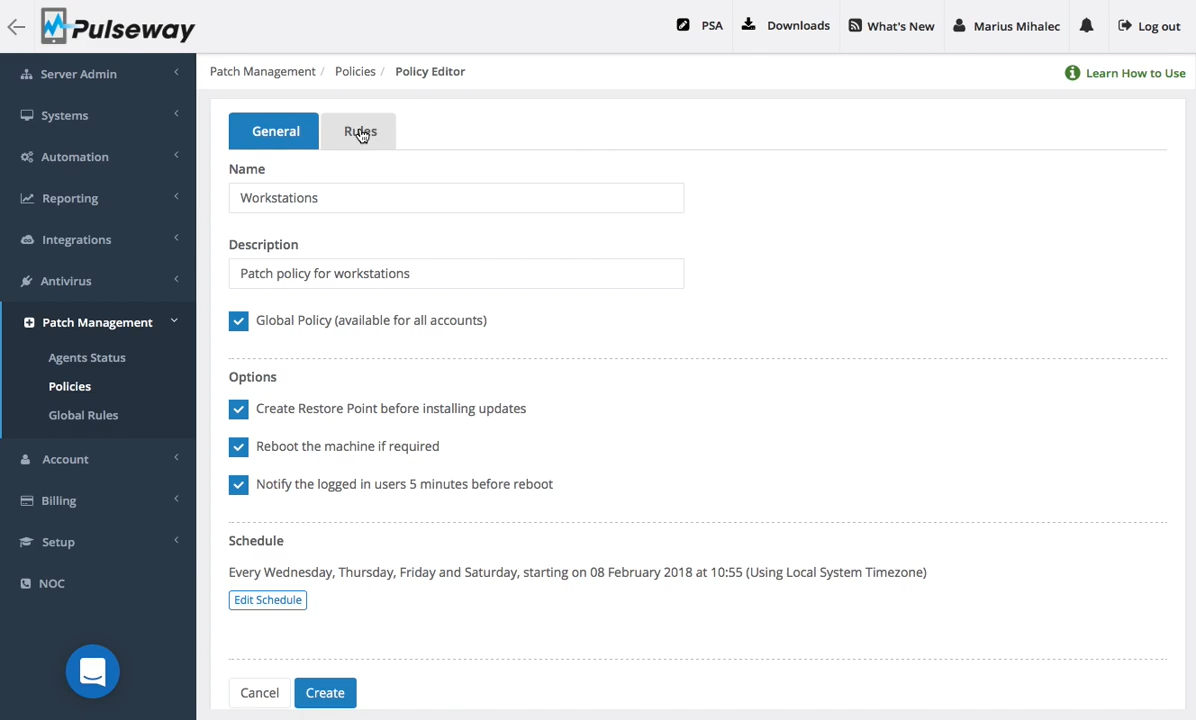 Pulseway
PSA
Downloads
What's New
Marius Mihalec
Log out
Server Admin
Systems
Automation
Reporting
Integrations
Antivirus
Patch Management
Agents Status
Policies
Global Rules
Account
Billing
Setup
NOC
Patch Management / Policies / Policy Editor
Learn How to Use
General
Rules
Name
Workstations
Description
Patch policy for workstations
Global Policy (available for all accounts)
Options
Create Restore Point before installing updates
Reboot the machine if required
Notify the logged in users 5 minutes before reboot
Schedule
Every Wednesday, Thursday, Friday and Saturday, starting on 08 February 2018 at 10:55 (Using Local System Timezone)
Edit Schedule
Cancel
Create